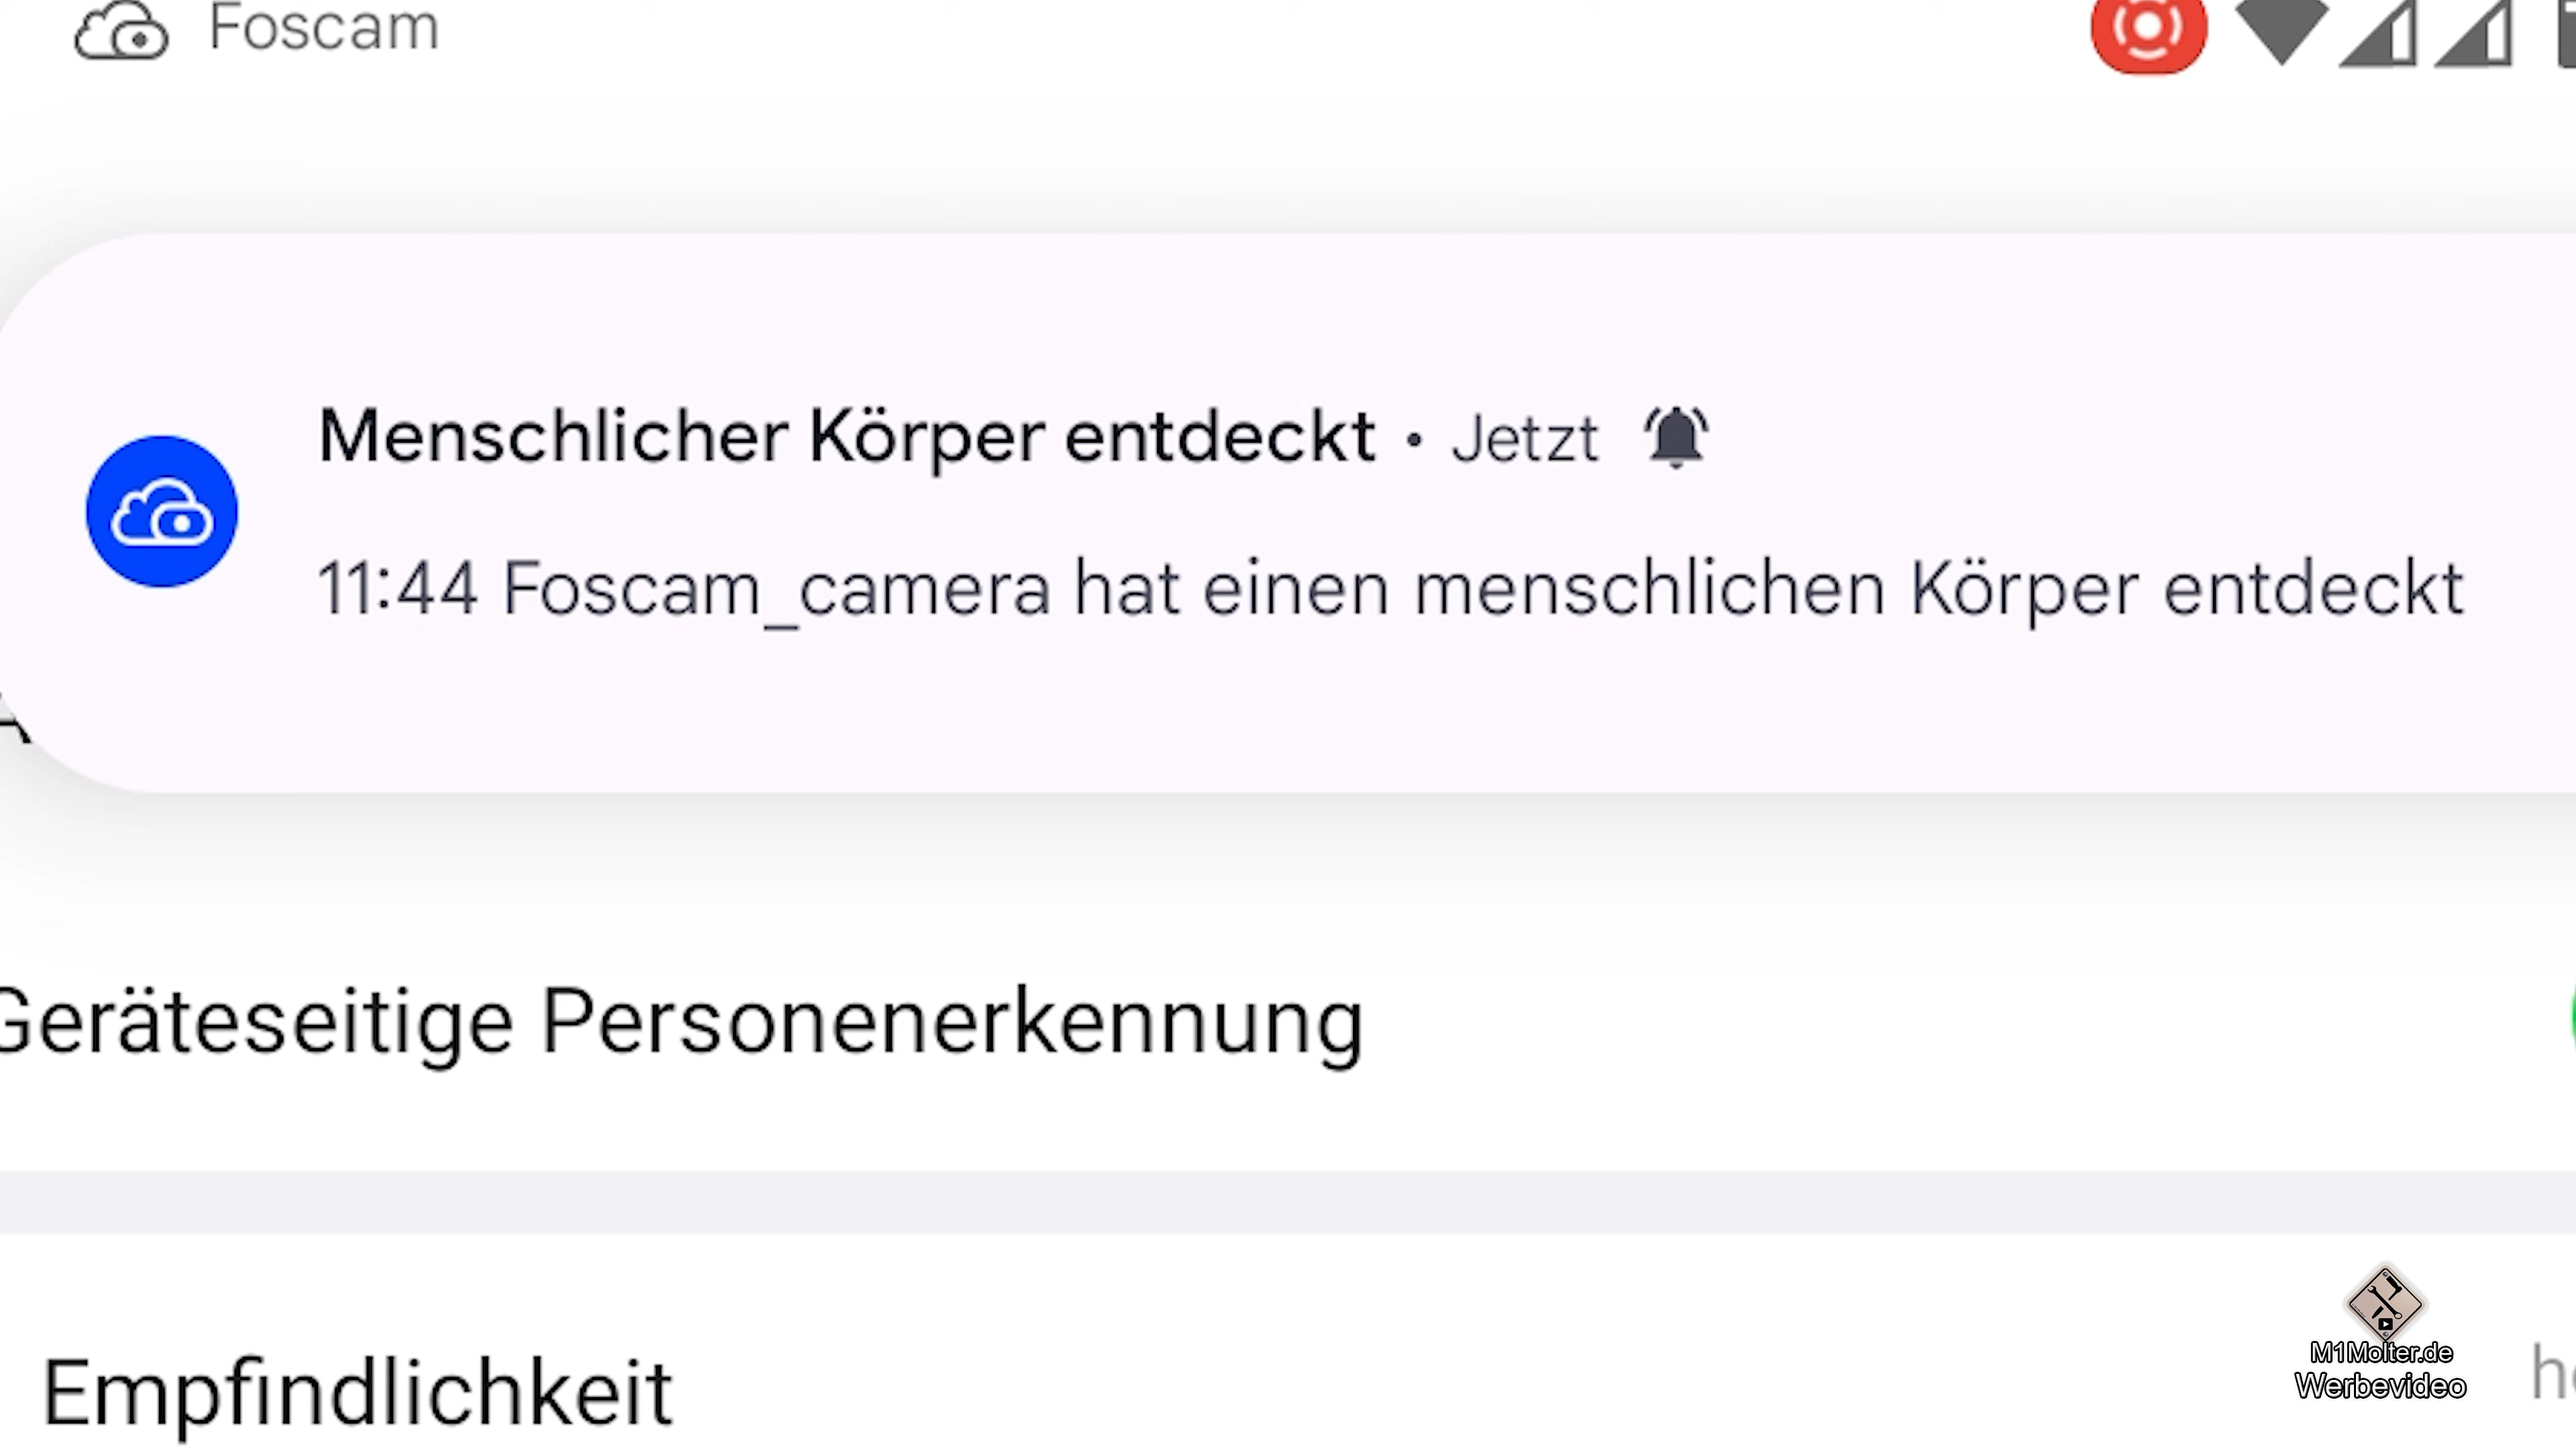 Foscam
Menschlicher Körper entdeckt • Jetzt
11:44 Foscam_camera hat einen menschlichen Körper entdeckt
Geräteseitige Personenerkennung
Empfindlichkeit
M1Molter.de
Werbevideo